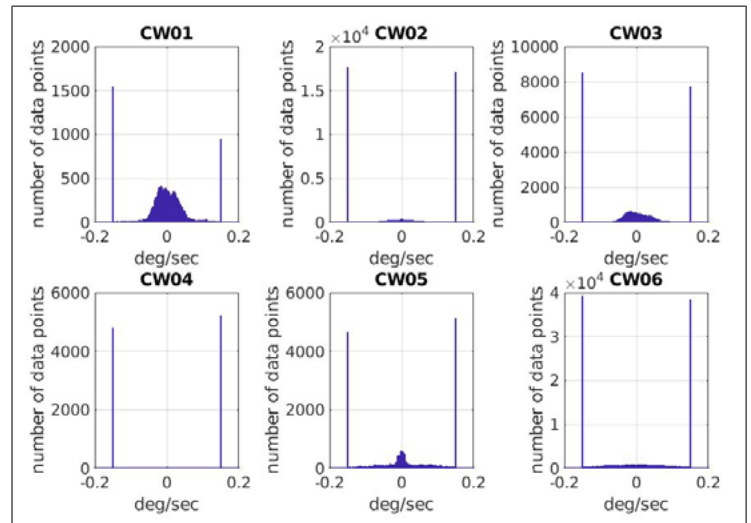 CW01
number of data points
2000
1500
1000
500
0
-0.2
0
0.2
deg/sec
×10⁴
CW02
number of data points
2
1.5
1
0.5
0
-0.2
0
0.2
deg/sec
CW03
number of data points
10000
8000
6000
4000
2000
0
-0.2
0
0.2
deg/sec
CW04
number of data points
6000
4000
2000
0
-0.2
0
0.2
deg/sec
CW05
number of data points
6000
4000
2000
0
-0.2
0
0.2
deg/sec
×10⁴
CW06
number of data points
4
3
2
1
0
-0.2
0
0.2
deg/sec